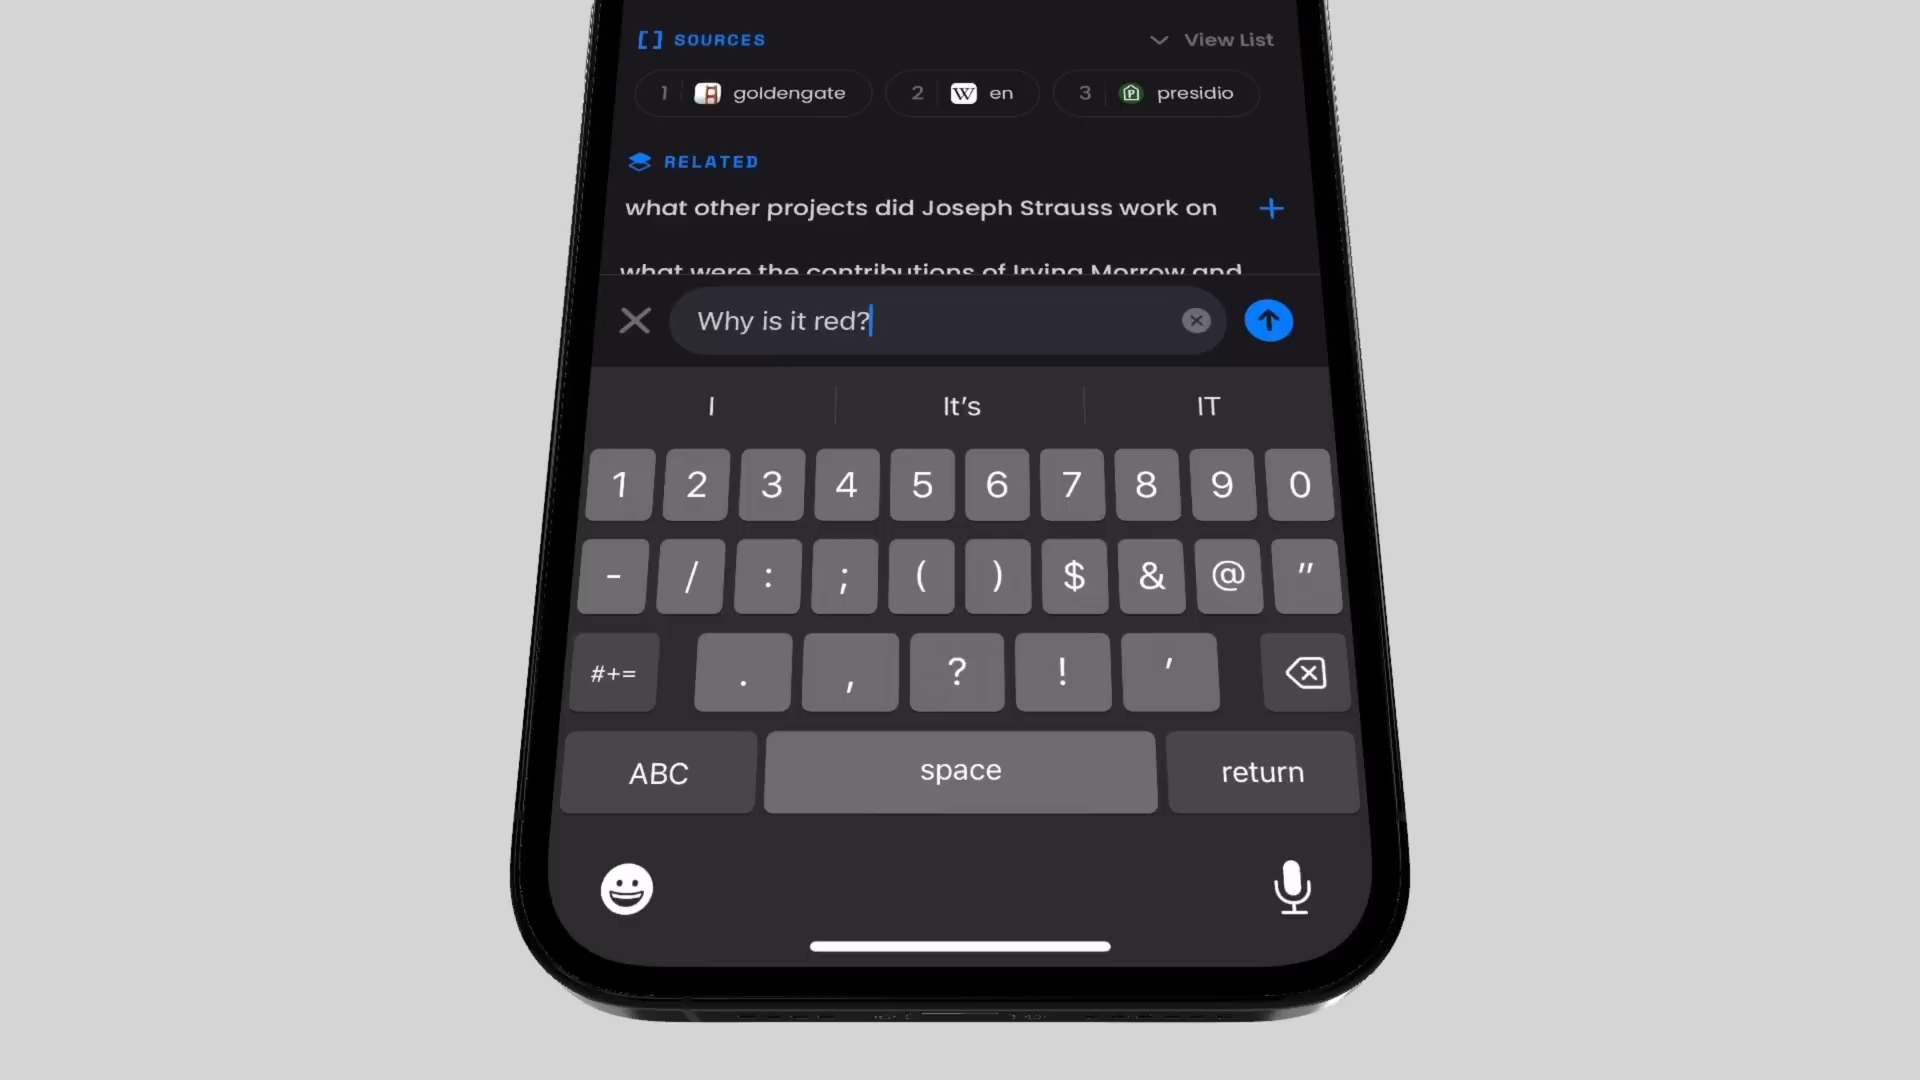 SOURCES
View List
1 goldengate
2 W en
3 P presidio
RELATED
what other projects did Joseph Strauss work on
what were the contributions of Irving Morrow and
Why is it red?
I It's IT
1 2 3 4 5 6 7 8 9 0
- / : ; ( ) $ & @ "
#+= . , ? ! '
ABC space return